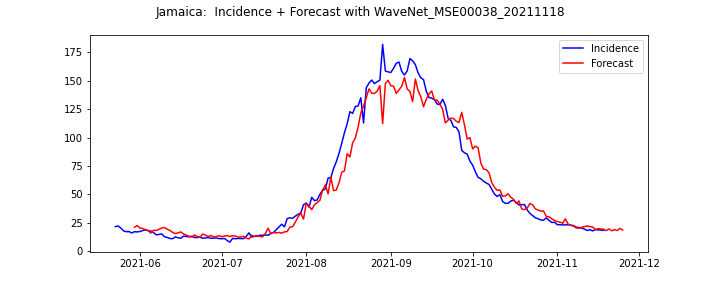 Jamaica:  Incidence + Forecast with WaveNet_MSE00038_20211118
Incidence
Forecast
175
150
125
100
75
50
25
0
2021-06 2021-07 2021-08 2021-09 2021-10 2021-11 2021-12